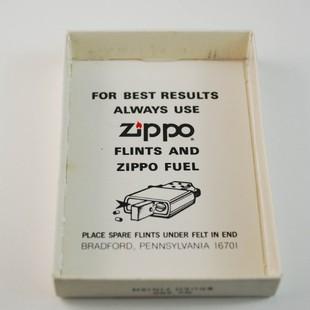 FOR BEST RESULTS
ALWAYS USE
Zippo
FLINTS AND
ZIPPO FUEL
PLACE SPARE FLINTS UNDER FELT IN END
BRADFORD, PENNSYLVANIA 16701